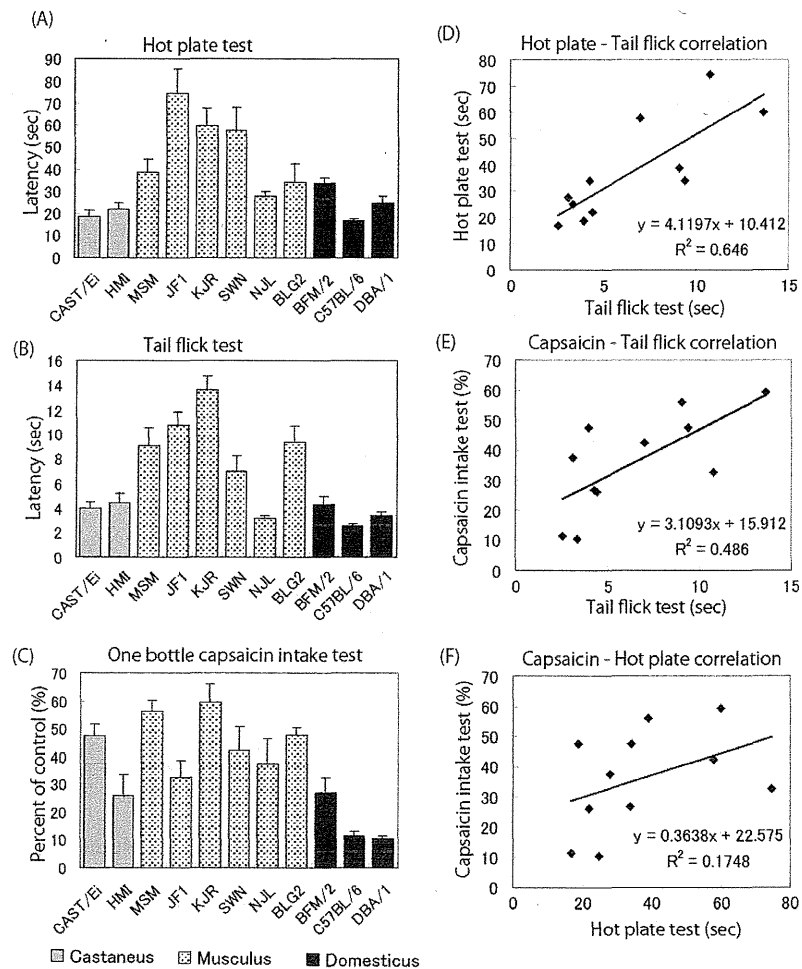 (A)
Hot plate test
Latency (sec)
90
80
70
60
50
40
30
20
10
0
CAST/Ei
HMI
MSM
JF1
KJR
SWN
NJL
BLG2
BFM/2
C57BL/6
DBA/1
(B)
Tail flick test
Latency (sec)
16
14
12
10
8
6
4
2
0
CAST/Ei
HMI
MSM
JF1
KJR
SWN
NJL
BLG2
BFM/2
C57BL/6
DBA/1
(C)
One bottle capsaicin intake test
Percent of control (%)
70
60
50
40
30
20
10
0
CAST/Ei
HMI
MSM
JF1
KJR
SWN
NJL
BLG2
BFM/2
C57BL/6
DBA/1
Castaneus
Musculus
Domesticus
(D)
Hot plate - Tail flick correlation
Hot plate test (sec)
80
70
60
50
40
30
20
10
0
y = 4.1197x + 10.412
R² = 0.646
0 5 10 15
Tail flick test (sec)
(E)
Capsaicin - Tail flick correlation
Capsaicin intake test (%)
70
60
50
40
30
20
10
0
y = 3.1093x + 15.912
R² = 0.486
0 5 10 15
Tail flick test (sec)
(F)
Capsaicin - Hot plate correlation
Capsaicin intake test (%)
70
60
50
40
30
20
10
0
y = 0.3638x + 22.575
R² = 0.1748
0 20 40 60 80
Hot plate test (sec)